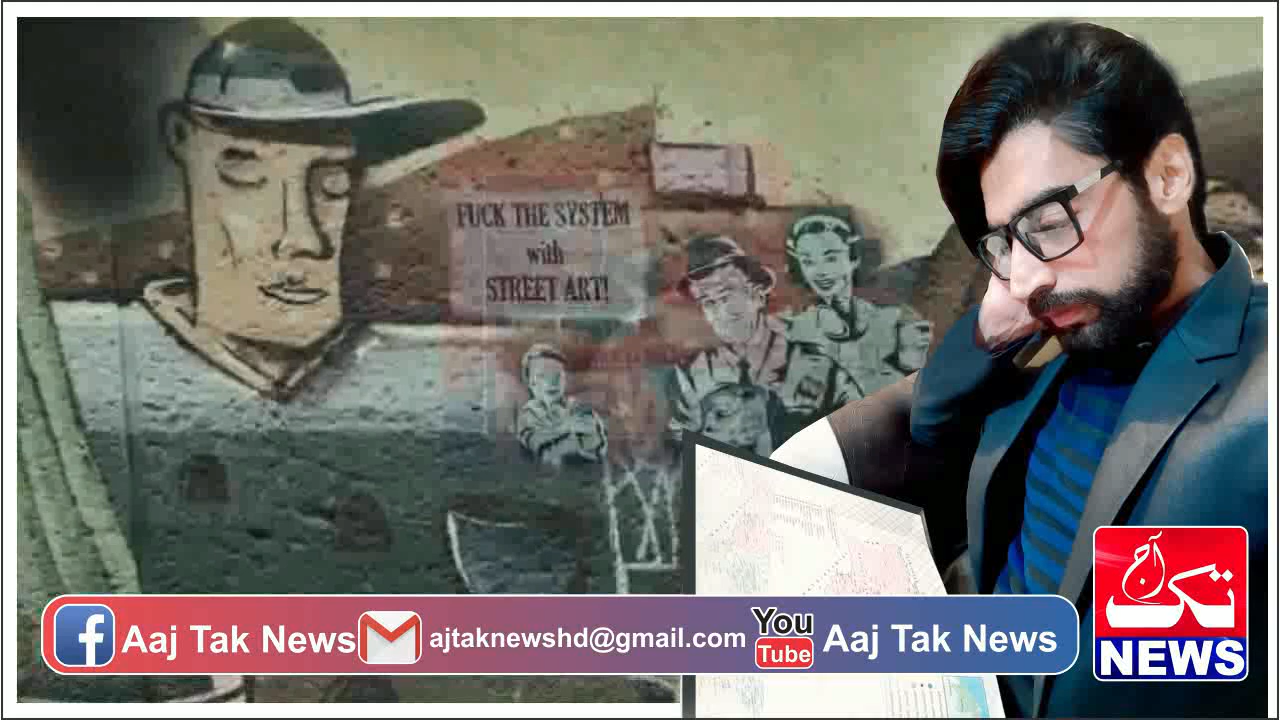 FUCK THE SYSTEM
with
STREET ART!
Aaj Tak News
ajtaknewshd@gmail.com
You
Tube
Aaj Tak News
آج
تک
NEWS